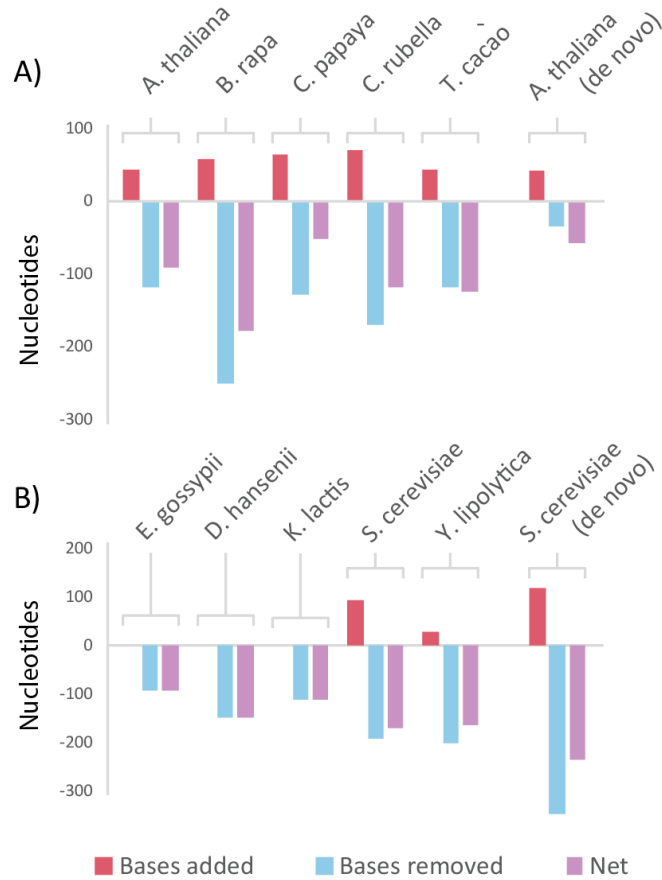 A)
A. thaliana
B. rapa
C. papaya
C. rubella
T. cacao`
A. thaliana
(de novo)
Nucleotides
100
0
-100
-200
-300
B)
E. gossypii
D. hansenii
K. lactis
S. cerevisiae
Y. lipolytica
S. cerevisiae
(de novo)
Nucleotides
200
100
0
-100
-200
-300
Bases added
Bases removed
Net